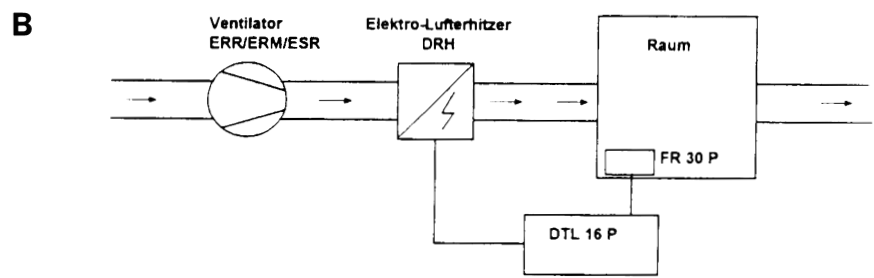 B
Ventilator
ERR/ERM/ESR
Elektro-Lufterhitzer
DRH
Raum
FR 30 P
DTL 16 P